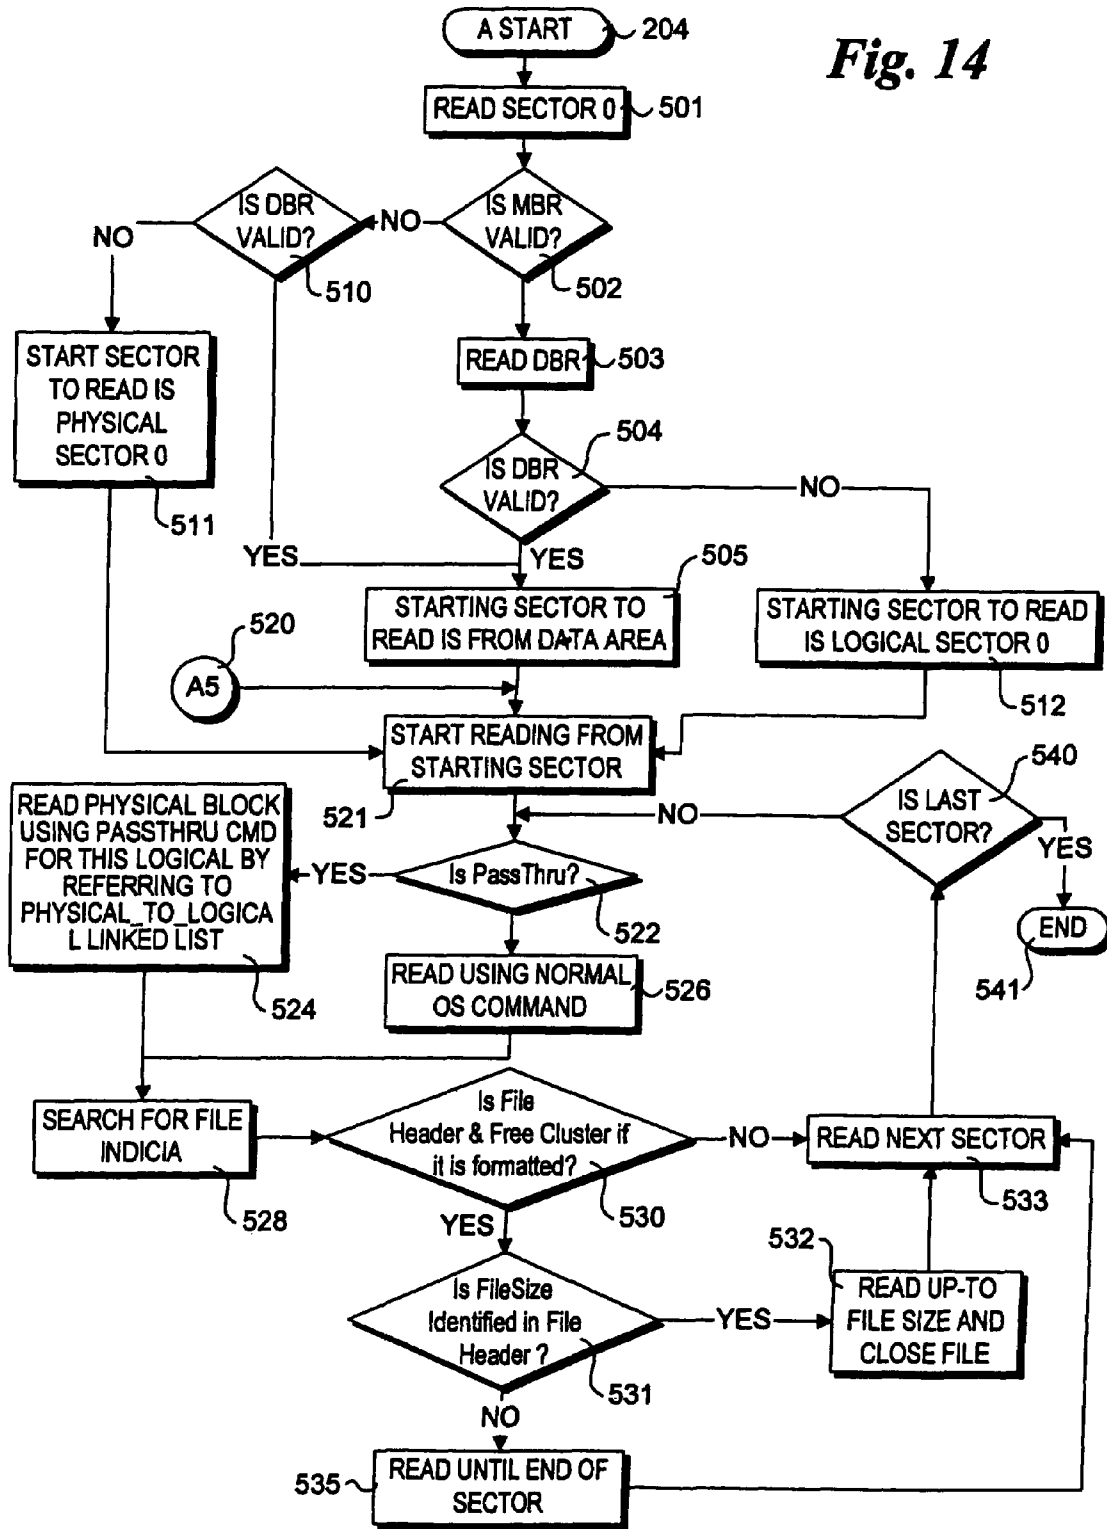 A START
204
Fig. 14
READ SECTOR 0
501
IS DBR
VALID?
510
NO
IS MBR
VALID?
502
NO
READ DBR
503
START SECTOR
TO READ IS
PHYSICAL
SECTOR 0
511
IS DBR
VALID?
504
NO
YES
YES
505
STARTING SECTOR TO
READ IS FROM DATA AREA
STARTING SECTOR TO READ
IS LOGICAL SECTOR 0
512
520
A5
START READING FROM
STARTING SECTOR
521
540
IS LAST
SECTOR?
NO
YES
END
541
READ PHYSICAL BLOCK
USING PASSTHRU CMD
FOR THIS LOGICAL BY
REFERRING TO
PHYSICAL_TO_LOGICA
L LINKED LIST
524
YES
Is PassThru?
522
READ USING NORMAL
OS COMMAND
526
SEARCH FOR FILE
INDICIA
528
Is File
Header & Free Cluster if
it is formatted?
530
NO
READ NEXT SECTOR
533
YES
532
Is FileSize
Identified in File
Header ?
531
YES
READ UP-TO
FILE SIZE AND
CLOSE FILE
NO
535
READ UNTIL END OF
SECTOR